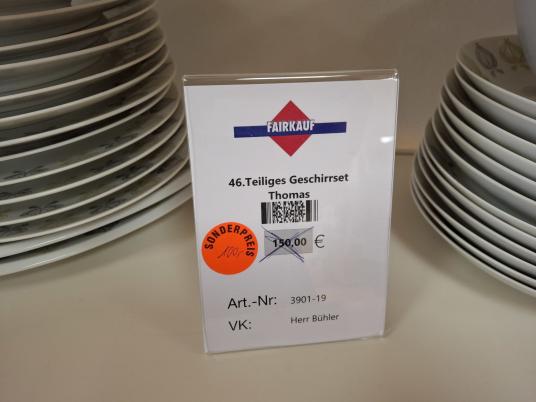 FAIRKAUF
46.Teiliges Geschirrset
Thomas
SONDERPREIS
100,-
150,00 €
Art.-Nr: 3901-19
VK: Herr Bühler